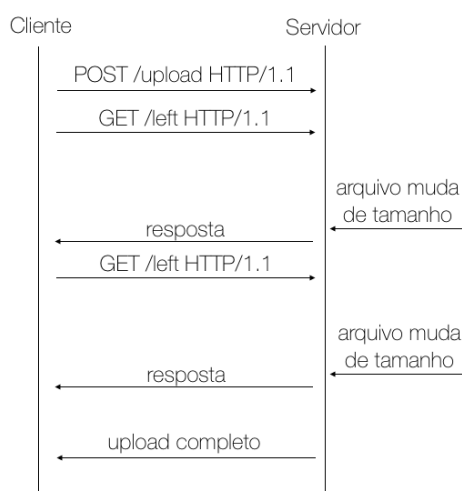 Cliente
Servidor
POST /upload HTTP/1.1
GET /left HTTP/1.1
arquivo muda
de tamanho
resposta
GET /left HTTP/1.1
arquivo muda
de tamanho
resposta
upload completo